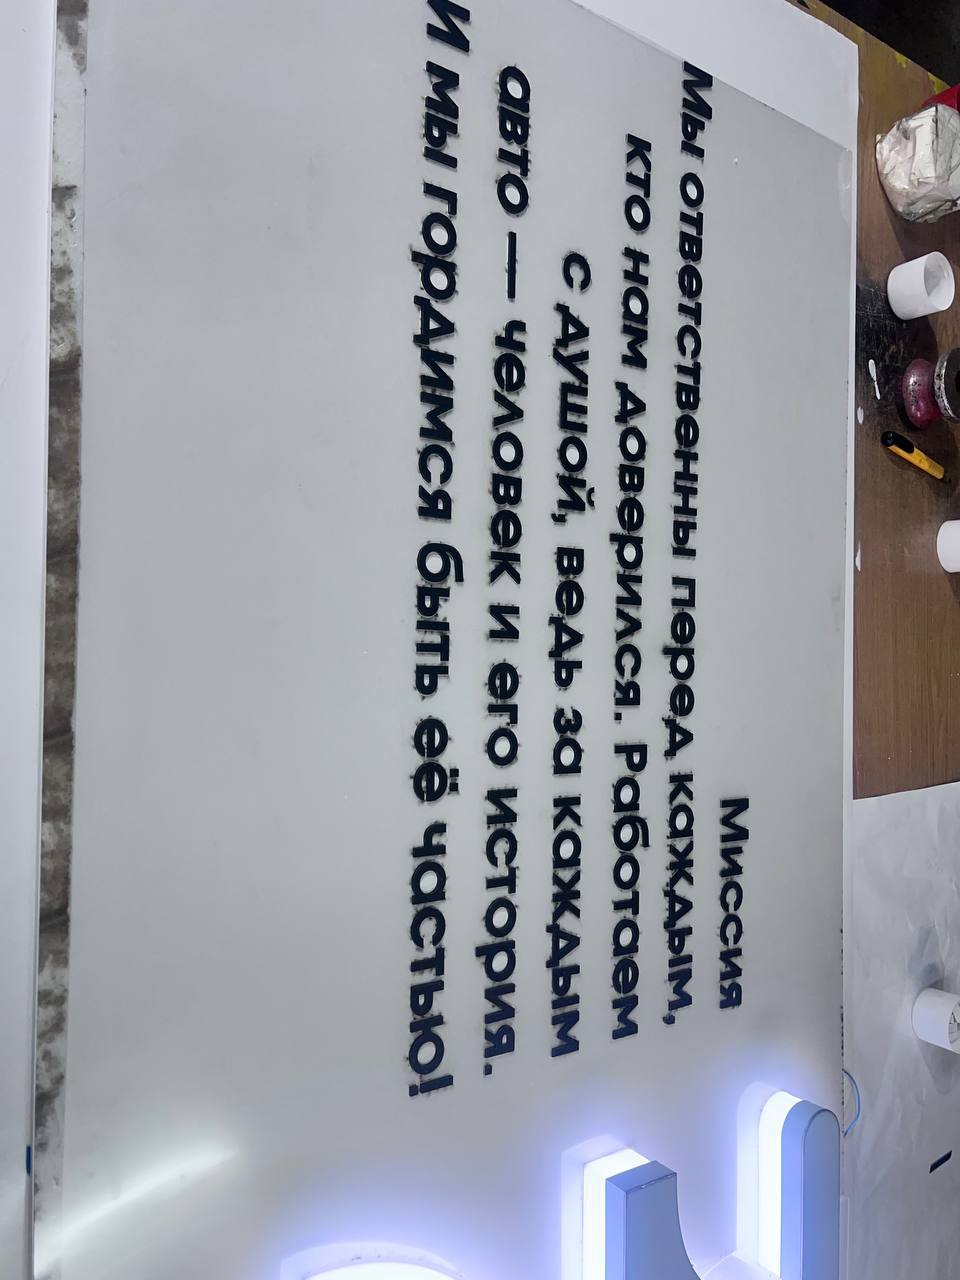 Миссия
Мы ответственны перед каждым,
кто нам доверился. Работаем
с душой, ведь за каждым
авто — человек и его история.
И мы гордимся быть её частью!